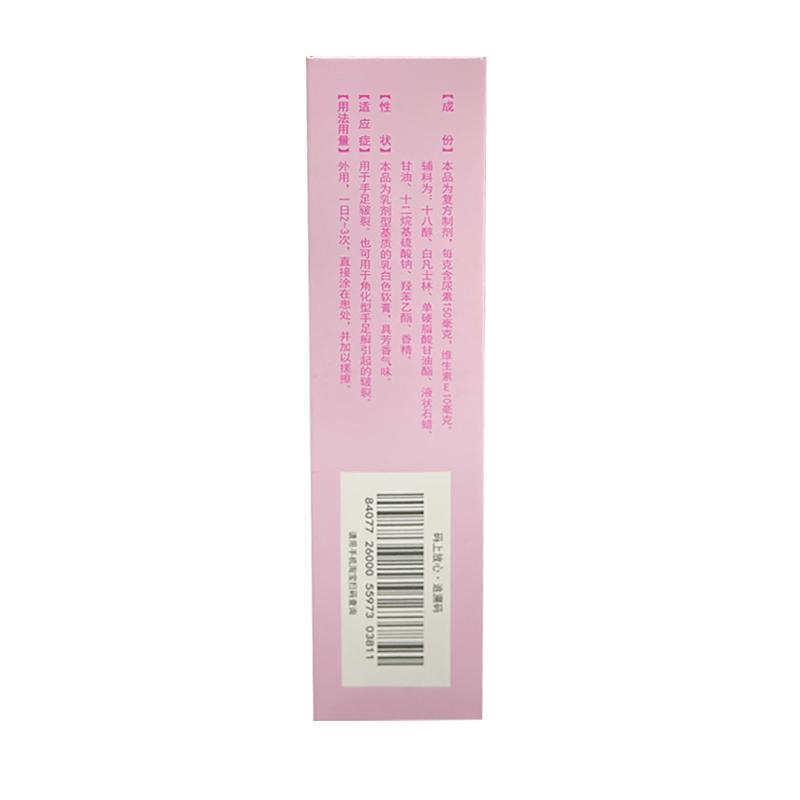 【成份】本品为复方制剂，每克含尿素150毫克，维生素E 10毫克。
辅料为：十八醇、白凡士林、单硬脂酸甘油酯、液状石蜡、
甘油、十二烷基硫酸钠、羟苯乙酯、香精。
【性状】本品为乳剂型基质的乳白色软膏，具芳香气味。
【适应症】用于手足皲裂。也可用于角化型手足癣引起的皲裂。
【用法用量】外用，一日2~3次，直接涂在患处，并加以搓擦。
码上放心·追溯码
84077 26000 55973 03811
请用手机淘宝扫码查询